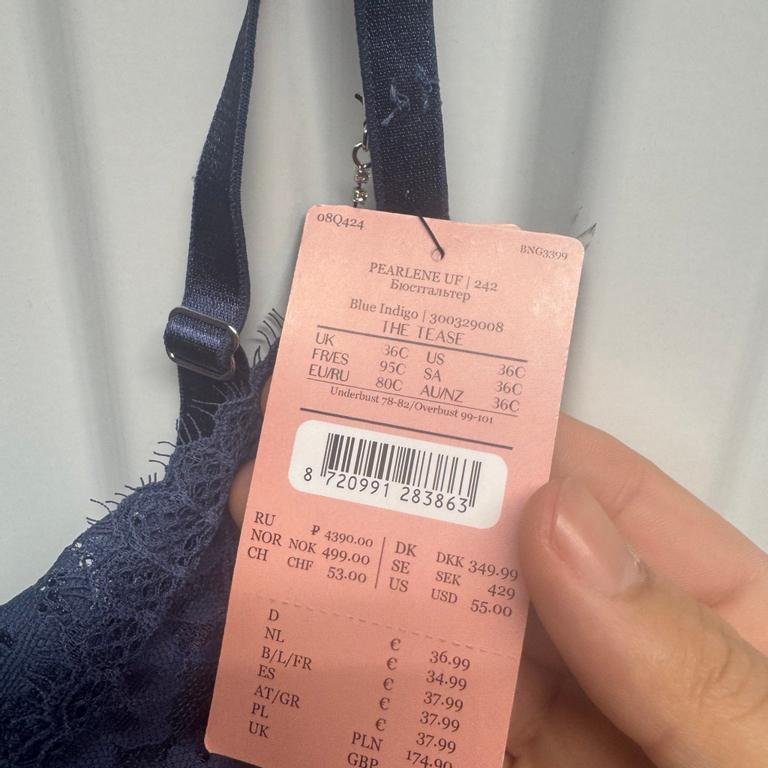 08Q424
BNG3399
PEARLENE UF | 242
Бюстгальтер
Blue Indigo | 300329008
THE TEASE
UK 36C US 36C
FR/ES 95C SA 36C
EU/RU 80C AU/NZ 36C
Underbust 78-82/Overbust 99-101
8 720991 283863
RU ₽ 4390.00 DK DKK 349.99
NOR NOK 499.00 SE SEK 429
CH CHF 53.00 US USD 55.00
D € 36.99
NL € 34.99
B/L/FR € 37.99
ES € 37.99
AT/GR € 37.99
PL PLN 174.90
UK GBP